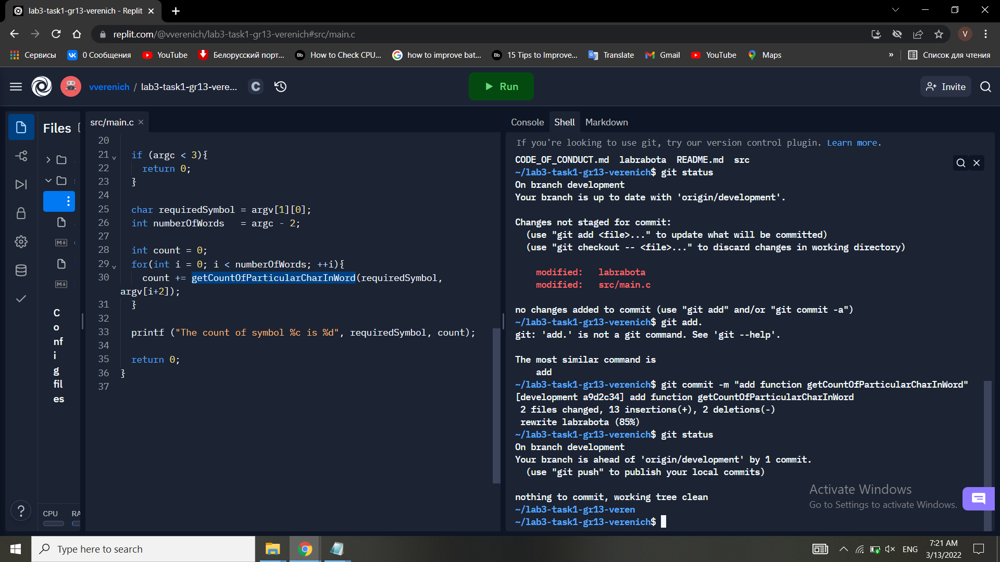 lab3-task1-gr13-verenich - Replit
replit.com/@vverenich/lab3-task1-gr13-verenich#src/main.c
V
Сервисы
0 Сообщения
YouTube
Белорусский порт...
How to Check CPU...
how to improve bat...
15 Tips to Improve...
Translate
Gmail
YouTube
Maps
»
Список для чтения
vverenich / lab3-task1-gr13-vere...
C
Run
Invite
Files
src/main.c
20
21 if (argc < 3){
22 return 0;
23 }
24
25 char requiredSymbol = argv[1][0];
26 int numberOfWords = argc - 2;
27
28 int count = 0;
29 for(int i = 0; i < numberOfWords; ++i){
30 count += getCountOfParticularCharInWord(requiredSymbol,
argv[i+2]);
31 }
32
33 printf ("The count of symbol %c is %d", requiredSymbol, count);
34
35 return 0;
36 }
37
C
o
nf
i
g
fil
es
CPU
RA
Console
Shell
Markdown
If you're looking to use git, try our version control plugin. Learn more.
CODE_OF_CONDUCT.md labrabota README.md src
~/lab3-task1-gr13-verenich$ git status
On branch development
Your branch is up to date with 'origin/development'.
Changes not staged for commit:
(use "git add <file>..." to update what will be committed)
(use "git checkout -- <file>..." to discard changes in working directory)
modified: labrabota
modified: src/main.c
no changes added to commit (use "git add" and/or "git commit -a")
~/lab3-task1-gr13-verenich$ git add.
git: 'add.' is not a git command. See 'git --help'.
The most similar command is
add
~/lab3-task1-gr13-verenich$ git commit -m "add function getCountOfParticularCharInWord"
[development a9d2c34] add function getCountOfParticularCharInWord
2 files changed, 13 insertions(+), 2 deletions(-)
rewrite labrabota (85%)
~/lab3-task1-gr13-verenich$ git status
On branch development
Your branch is ahead of 'origin/development' by 1 commit.
(use "git push" to publish your local commits)
nothing to commit, working tree clean
~/lab3-task1-gr13-veren
~/lab3-task1-gr13-verenich$
Activate Windows
Go to Settings to activate Windows.
Type here to search
ENG
7:21 AM
3/13/2022